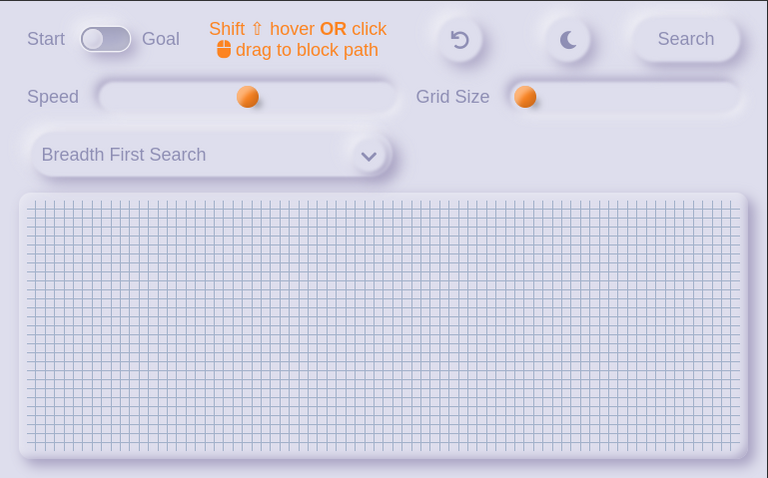 Start Goal
Shift ⇧ hover OR click
drag to block path
Search
Speed
Grid Size
Breadth First Search